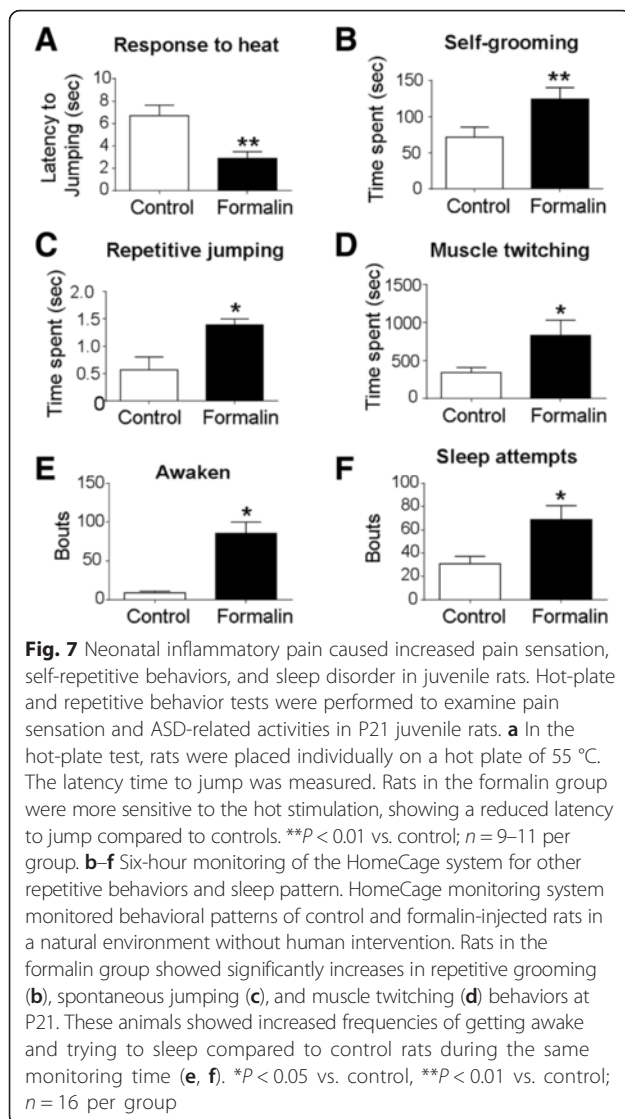 A Response to heat
Latency to
Jumping (sec)
10
8
6
4
2
0
**
Control Formalin
B Self-grooming
Time spent (sec)
150
100
50
0
**
Control Formalin
C Repetitive jumping
Time spent (sec)
2.0
1.5
1.0
0.5
0
*
Control Formalin
D Muscle twitching
Time spent (sec)
1500
1000
500
0
*
Control Formalin
E Awaken
Bouts
150
100
50
0
*
Control Formalin
F Sleep attempts
Bouts
100
80
60
40
20
0
*
Control Formalin
Fig. 7 Neonatal inflammatory pain caused increased pain sensation,
self-repetitive behaviors, and sleep disorder in juvenile rats. Hot-plate
and repetitive behavior tests were performed to examine pain
sensation and ASD-related activities in P21 juvenile rats. a In the
hot-plate test, rats were placed individually on a hot plate of 55 °C.
The latency time to jump was measured. Rats in the formalin group
were more sensitive to the hot stimulation, showing a reduced latency
to jump compared to controls. **P < 0.01 vs. control; n = 9–11 per
group. b–f Six-hour monitoring of the HomeCage system for other
repetitive behaviors and sleep pattern. HomeCage monitoring system
monitored behavioral patterns of control and formalin-injected rats in
a natural environment without human intervention. Rats in the
formalin group showed significantly increases in repetitive grooming
(b), spontaneous jumping (c), and muscle twitching (d) behaviors at
P21. These animals showed increased frequencies of getting awake
and trying to sleep compared to control rats during the same
monitoring time (e, f). *P < 0.05 vs. control, **P < 0.01 vs. control;
n = 16 per group